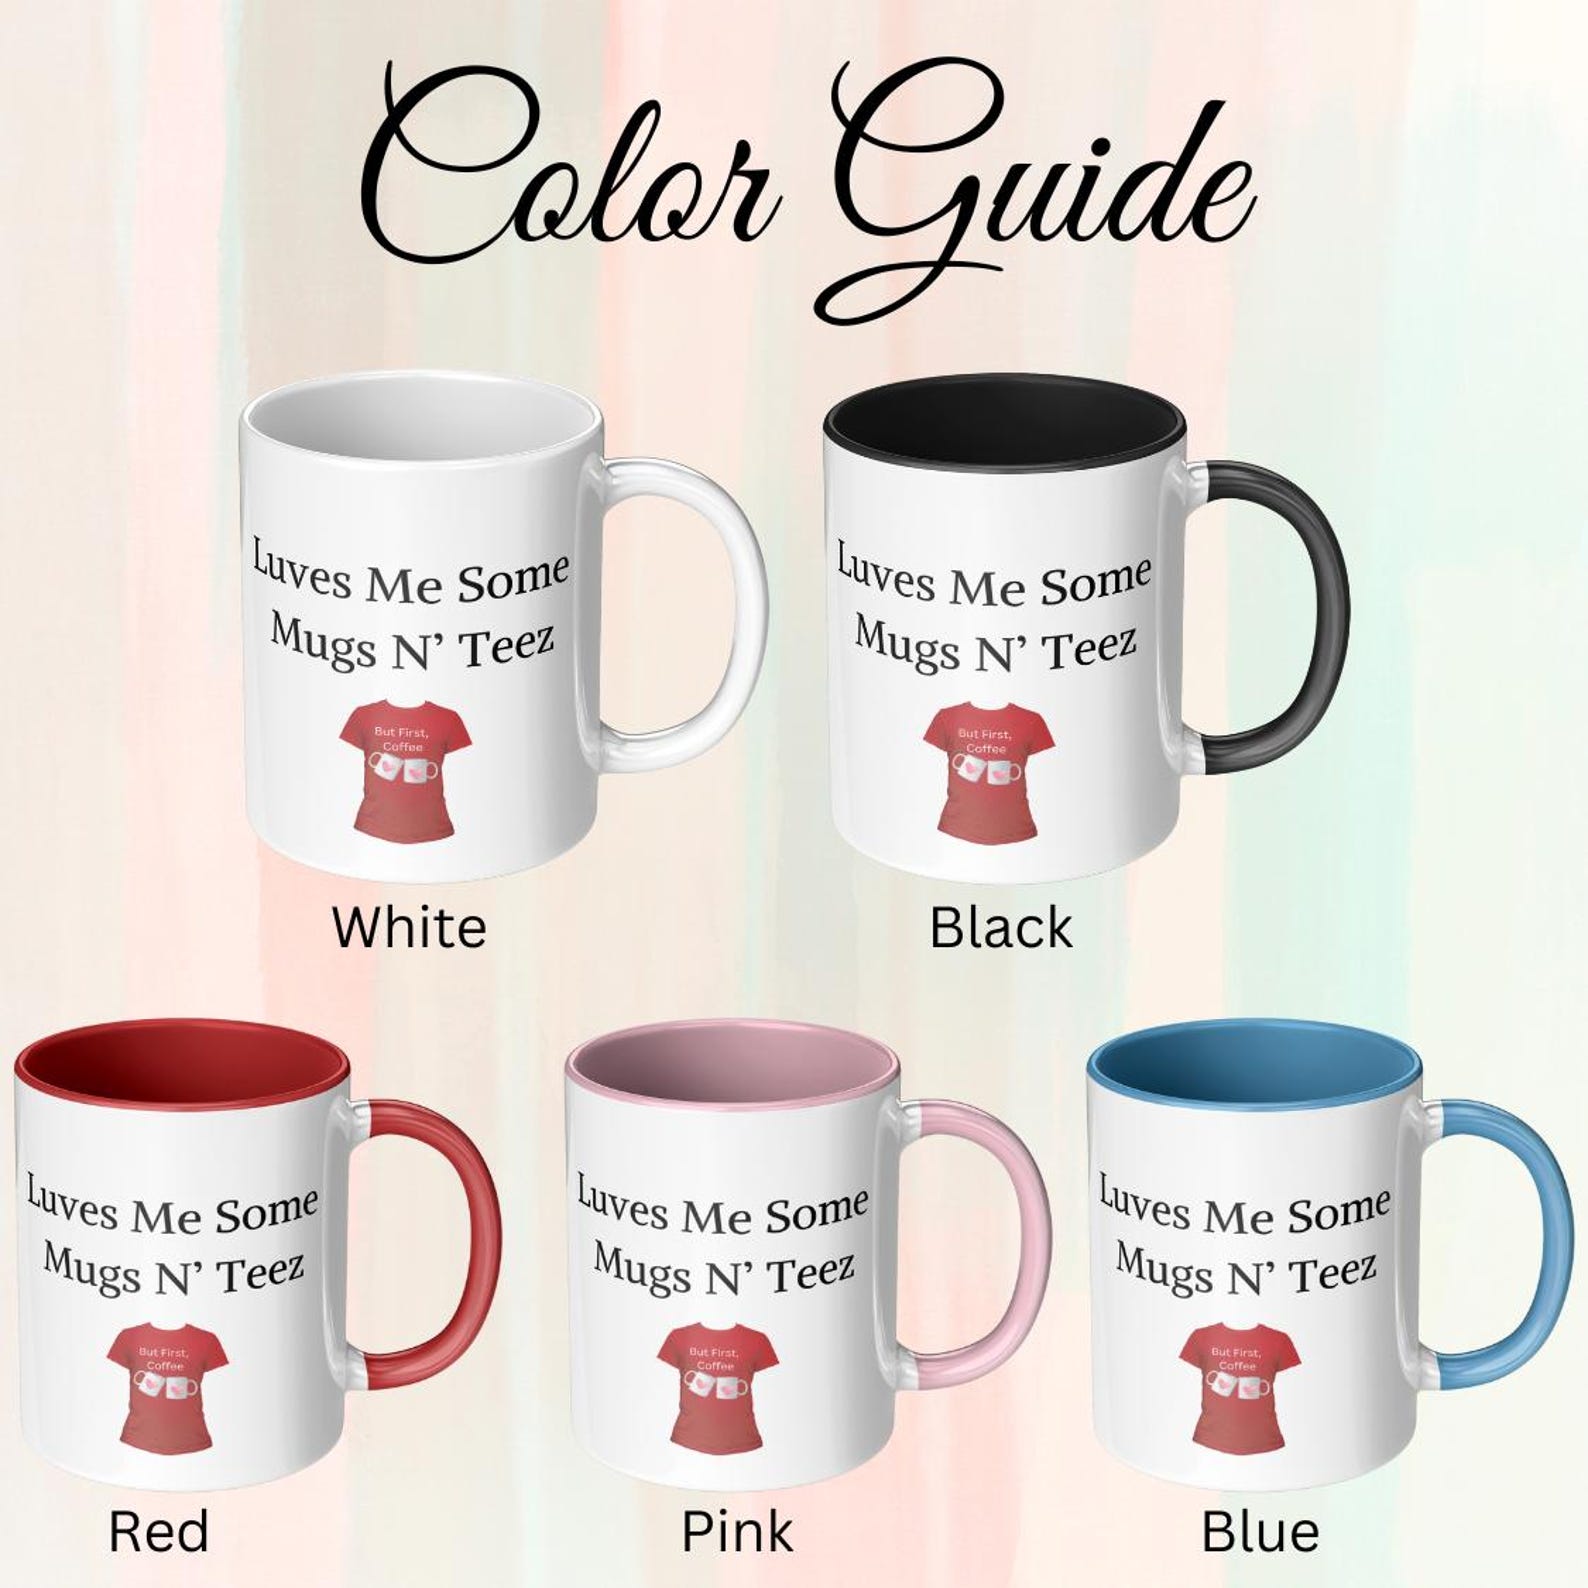 Color Guide
Luves Me Some
Mugs N’ Teez
But First,
Coffee
White
Luves Me Some
Mugs N’ Teez
But First,
Coffee
Black
Luves Me Some
Mugs N’ Teez
But First,
Coffee
Red
Luves Me Some
Mugs N’ Teez
But First,
Coffee
Pink
Luves Me Some
Mugs N’ Teez
But First,
Coffee
Blue